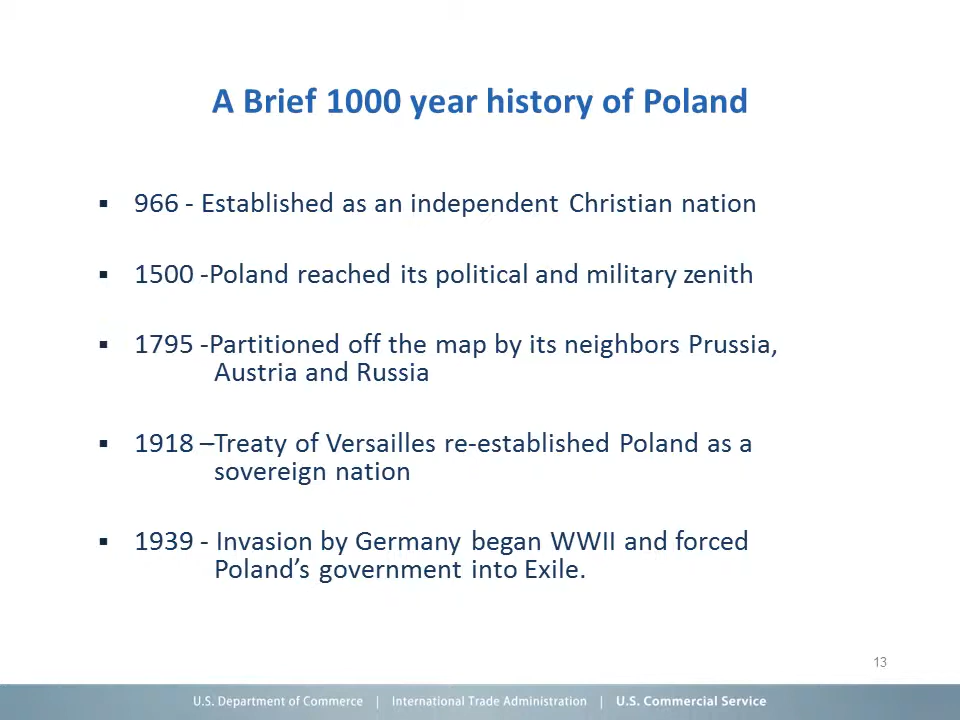 A Brief 1000 year history of Poland
▪ 966 - Established as an independent Christian nation
▪ 1500 -Poland reached its political and military zenith
▪ 1795 -Partitioned off the map by its neighbors Prussia,
Austria and Russia
▪ 1918 –Treaty of Versailles re-established Poland as a
sovereign nation
▪ 1939 - Invasion by Germany began WWII and forced
Poland’s government into Exile.
13
U.S. Department of Commerce | International Trade Administration | U.S. Commercial Service